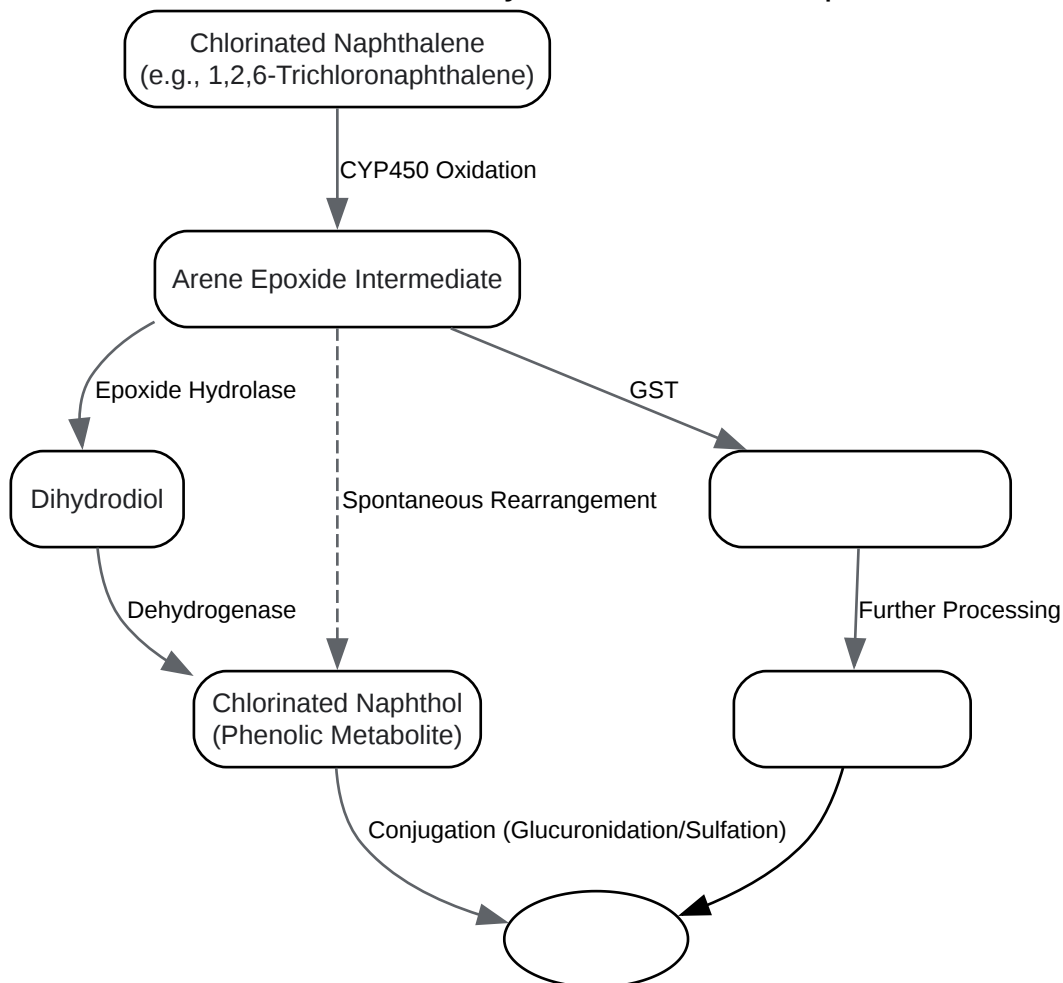 Chlorinated Naphthalene
(e.g., 1,2,6-Trichloronaphthalene)
CYP450 Oxidation
Arene Epoxide Intermediate
Epoxide Hydrolase
GST
Dihydrodiol
Spontaneous Rearrangement
Dehydrogenase
Further Processing
Chlorinated Naphthol
(Phenolic Metabolite)
Conjugation (Glucuronidation/Sulfation)